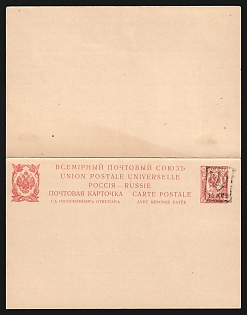 ВСЕМІРНЫЙ ПОЧТОВЫЙ СОЮЗЪ
UNION POSTALE UNIVERSELLE
РОССІЯ—RUSSIE
ПОЧТОВАЯ КАРТОЧКА CARTE POSTALE
СЪ ОПЛАЧЕННЫМЪ ОТВѢТОМЪ AVEC RÉPONSE PAYÉE